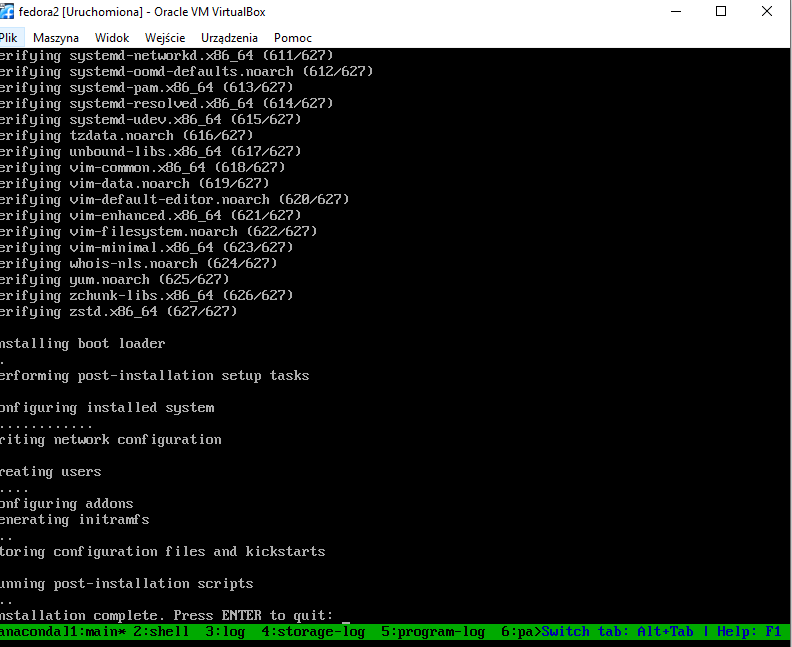 fedora2 [Uruchomiona] - Oracle VM VirtualBox
Plik Maszyna Widok Wejście Urządzenia Pomoc
erifying systemd-networkd.x86_64 (611/627)
erifying systemd-oomd-defaults.noarch (612/627)
erifying systemd-pam.x86_64 (613/627)
erifying systemd-resolved.x86_64 (614/627)
erifying systemd-udev.x86_64 (615/627)
erifying tzdata.noarch (616/627)
erifying unbound-libs.x86_64 (617/627)
erifying vim-common.x86_64 (618/627)
erifying vim-data.noarch (619/627)
erifying vim-default-editor.noarch (620/627)
erifying vim-enhanced.x86_64 (621/627)
erifying vim-filesystem.noarch (622/627)
erifying vim-minimal.x86_64 (623/627)
erifying whois-nls.noarch (624/627)
erifying yum.noarch (625/627)
erifying zchunk-libs.x86_64 (626/627)
erifying zstd.x86_64 (627/627)
nstalling boot loader
.
erforming post-installation setup tasks
onfiguring installed system
............
riting network configuration
reating users
....
onfiguring addons
enerating initramfs
..
toring configuration files and kickstarts
unning post-installation scripts
..
nstallation complete. Press ENTER to quit: _
anaconda]1:main* 2:shell 3:log 4:storage-log 5:program-log 6:pa>Switch tab: Alt+Tab | Help: F1